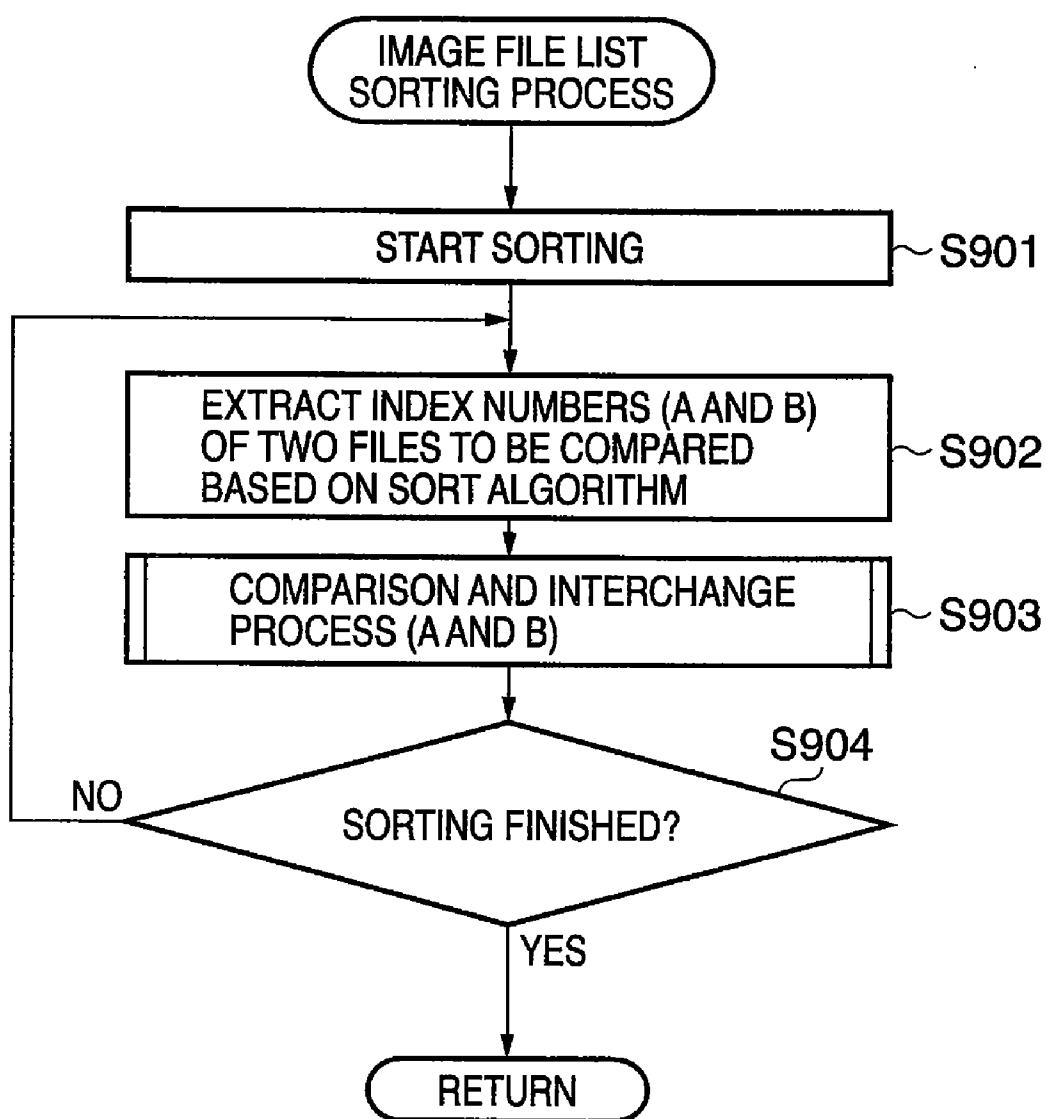 IMAGE FILE LIST
SORTING PROCESS
START SORTING
S901
EXTRACT INDEX NUMBERS (A AND B)
OF TWO FILES TO BE COMPARED
BASED ON SORT ALGORITHM
S902
COMPARISON AND INTERCHANGE
PROCESS (A AND B)
S903
S904
NO
SORTING FINISHED?
YES
RETURN